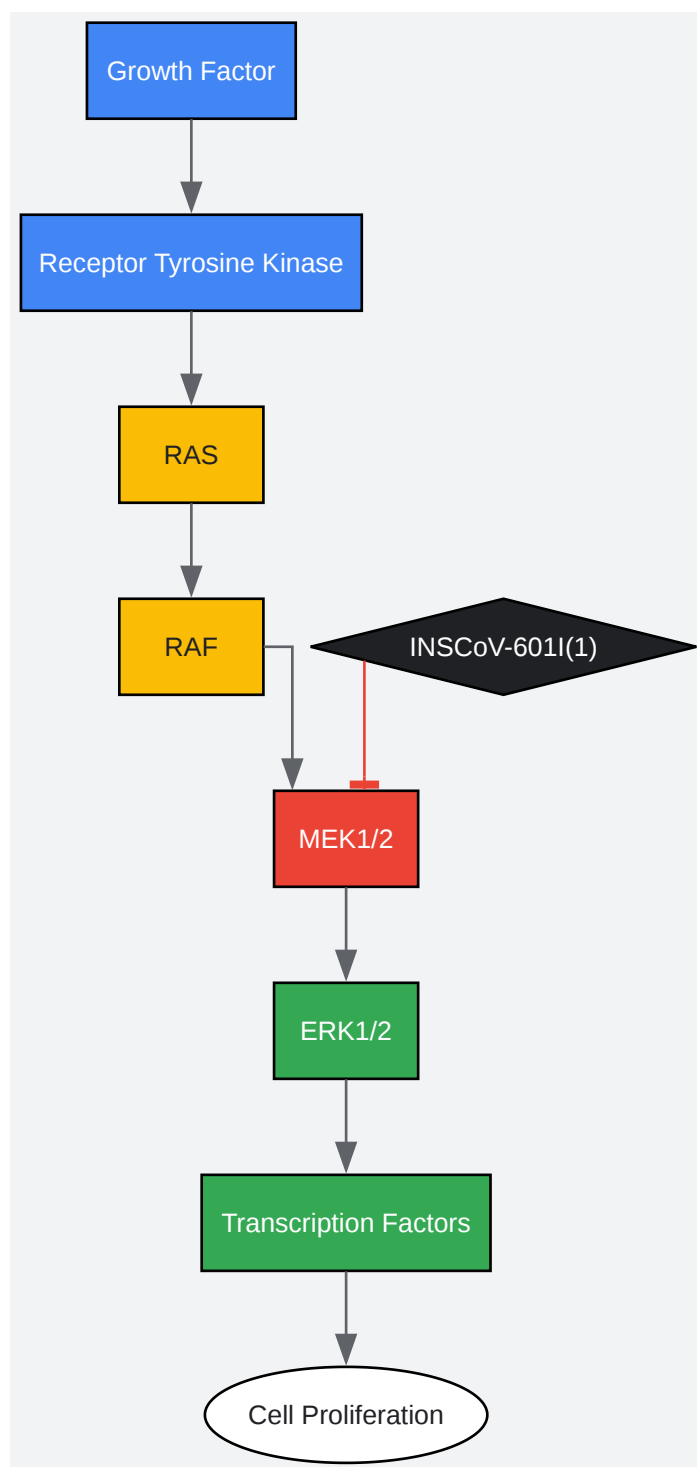 Growth Factor
Receptor Tyrosine Kinase
RAS
RAF
INSCoV-601I(1)
MEK1/2
ERK1/2
Transcription Factors
Cell Proliferation